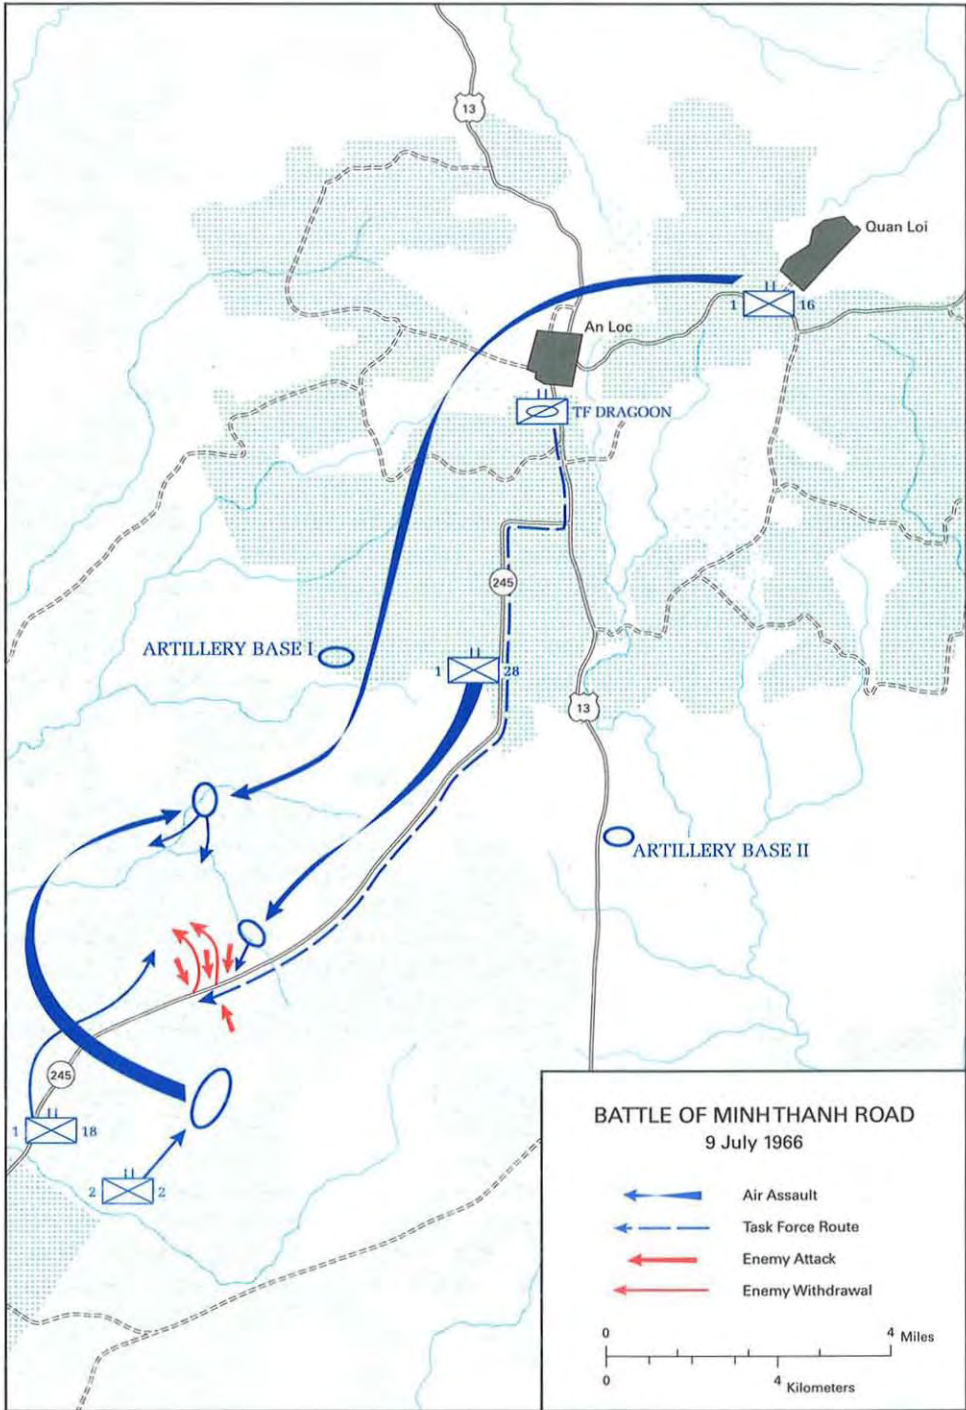 13
Quan Loi
1 16
An Loc
TF DRAGOON
245
ARTILLERY BASE I
1 28
13
ARTILLERY BASE II
245
1 18
2 2
BATTLE OF MINH THANH ROAD
9 July 1966
Air Assault
Task Force Route
Enemy Attack
Enemy Withdrawal
0 4 Miles
0 4 Kilometers